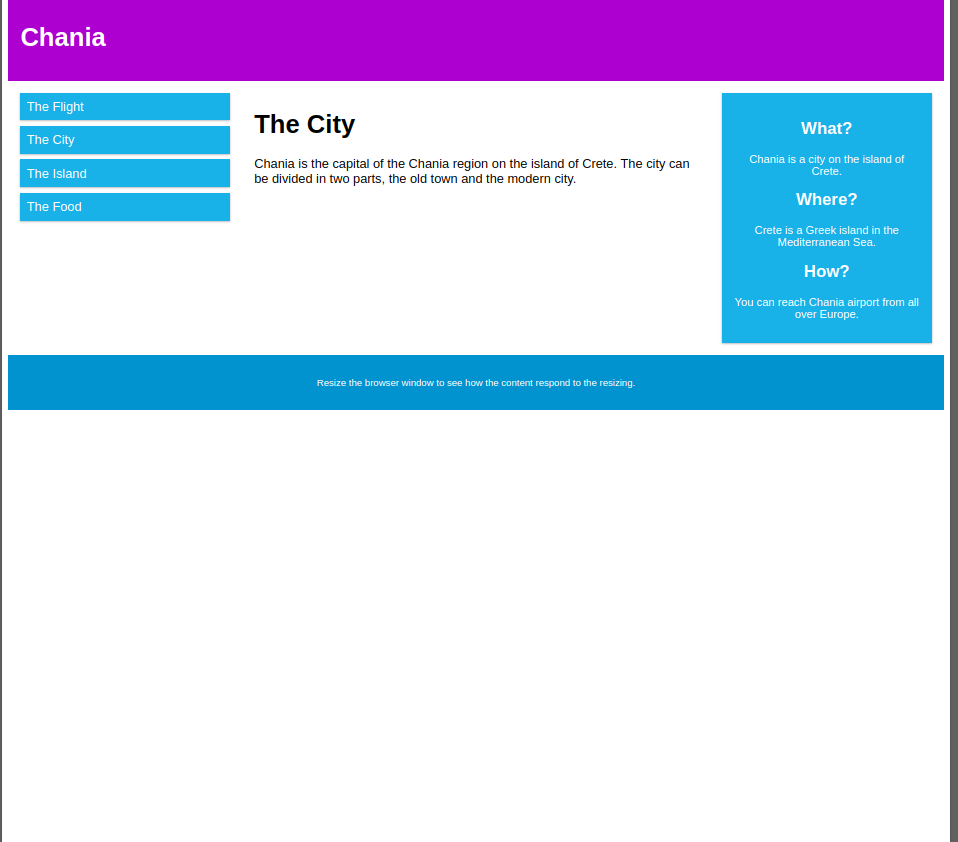 Chania
The Flight
The City
The Island
The Food
The City
Chania is the capital of the Chania region on the island of Crete. The city can
be divided in two parts, the old town and the modern city.
What?
Chania is a city on the island of
Crete.
Where?
Crete is a Greek island in the
Mediterranean Sea.
How?
You can reach Chania airport from all
over Europe.
Resize the browser window to see how the content respond to the resizing.